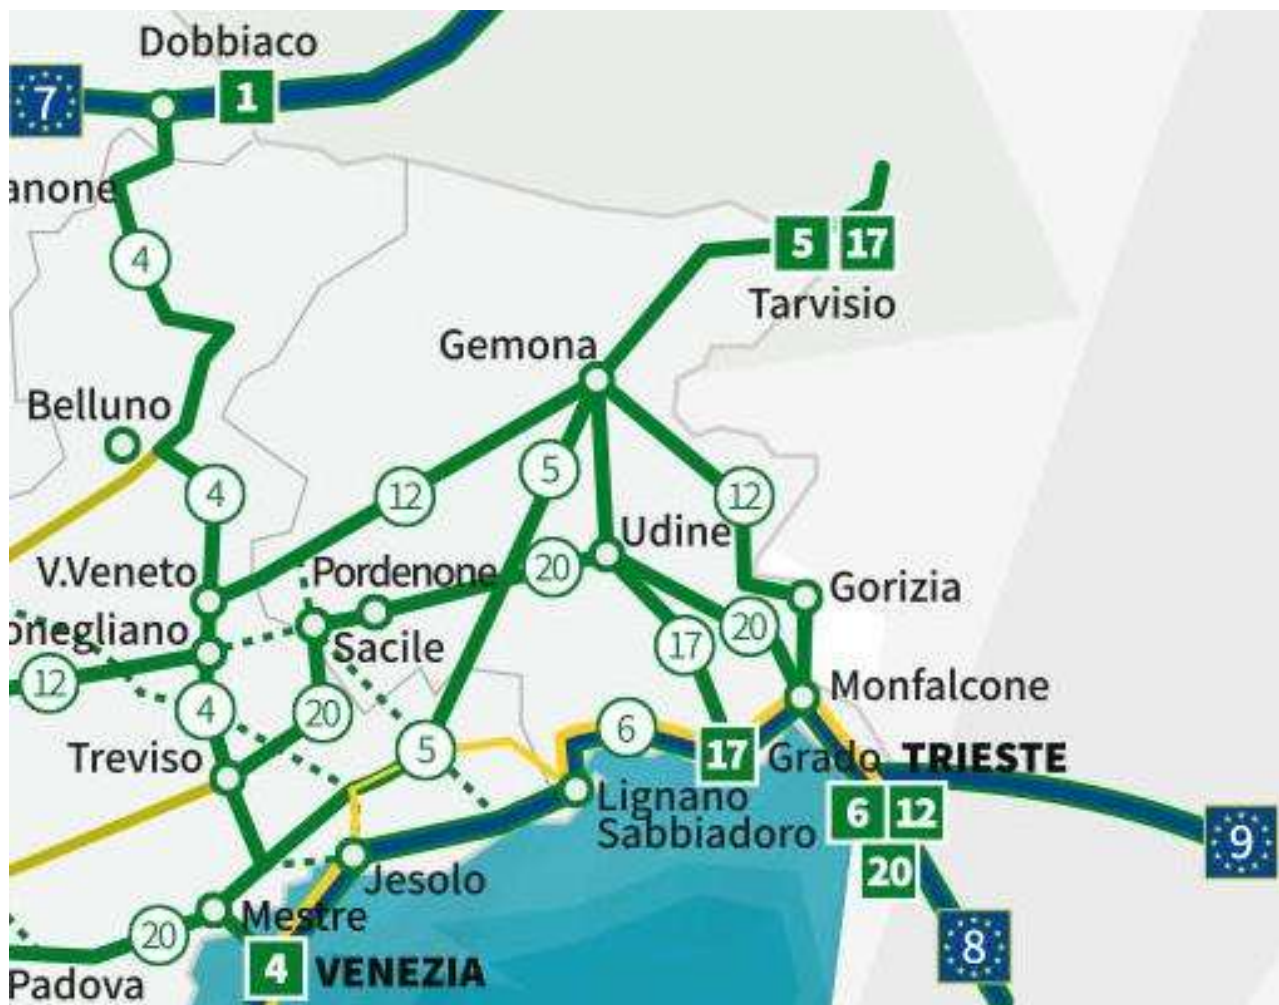 Dobbiaco
7
1
anone
4
5
17
Tarvisio
Gemona
Belluno
4
12
5
12
Udine
V.Veneto
Pordenone
20
Gorizia
onegliano
Sacile
17
20
12
4
20
Monfalcone
Treviso
5
6
17
Grado
TRIESTE
Lignano
Sabbiadoro
6
12
9
20
Jesolo
Mestre
20
8
4
VENEZIA
Padova